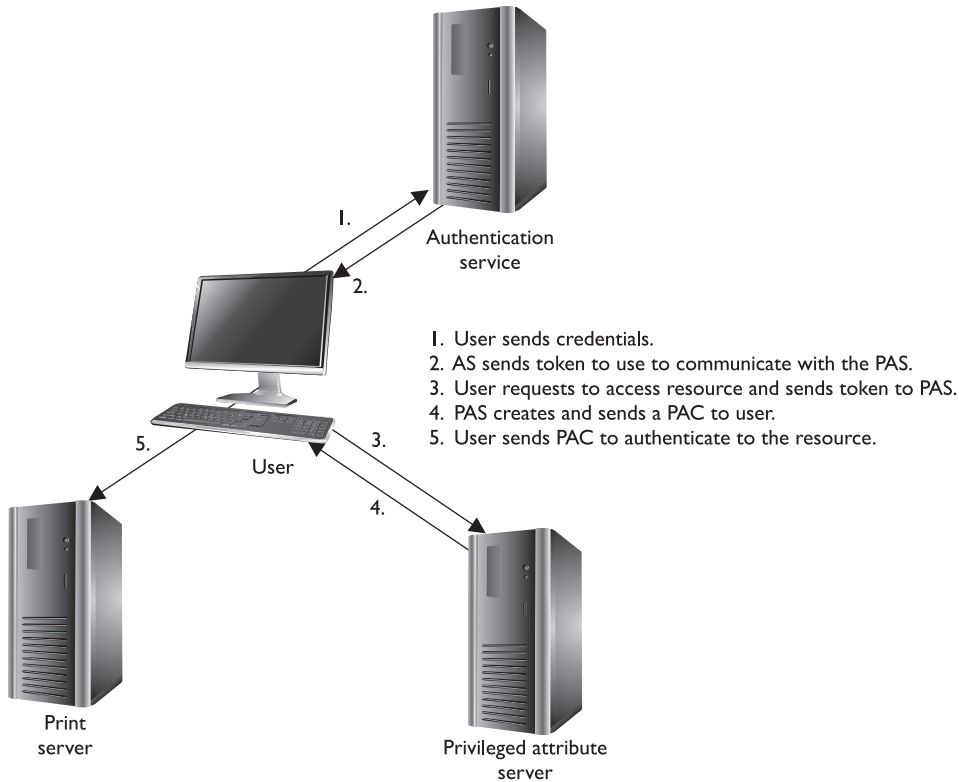 1.
Authentication
service
2.
1. User sends credentials.
2. AS sends token to use to communicate with the PAS.
3. User requests to access resource and sends token to PAS.
4. PAS creates and sends a PAC to user.
5. User sends PAC to authenticate to the resource.
5.
User
3.
4.
Print
server
Privileged attribute
server